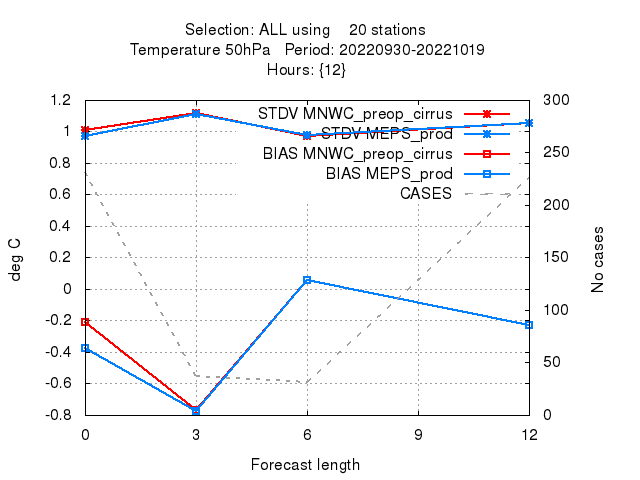 Selection: ALL using    20 stations
Temperature 50hPa   Period: 20220930-20221019
Hours: {12}
STDV MNWC_preop_cirrus
STDV MEPS_prod
BIAS MNWC_preop_cirrus
BIAS MEPS_prod
CASES
1.2
1
0.8
0.6
0.4
0.2
0
-0.2
-0.4
-0.6
-0.8
deg C
300
250
200
150
100
50
0
No cases
0 3 6 9 12
Forecast length